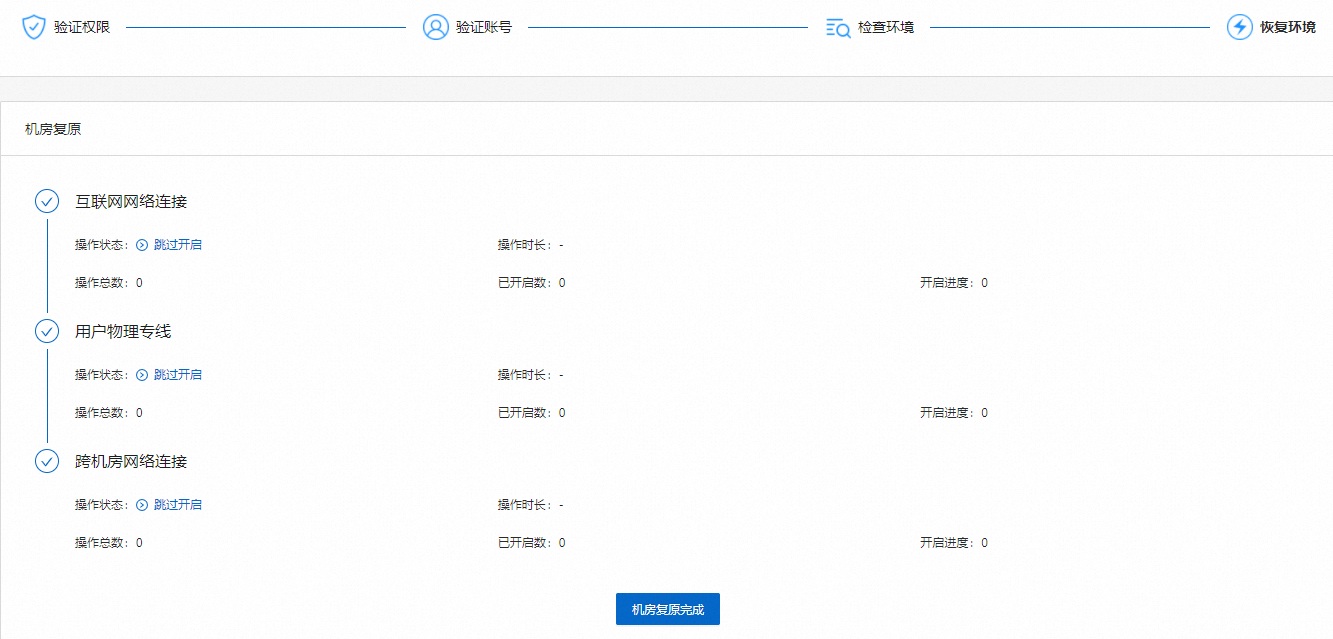 验证权限 验证账号 检查环境 恢复环境
机房复原
互联网网络连接
操作状态： 跳过开启 操作时长： -
操作总数： 0 已开启数： 0 开启进度： 0
用户物理专线
操作状态： 跳过开启 操作时长： -
操作总数： 0 已开启数： 0 开启进度： 0
跨机房网络连接
操作状态： 跳过开启 操作时长： -
操作总数： 0 已开启数： 0 开启进度： 0
机房复原完成